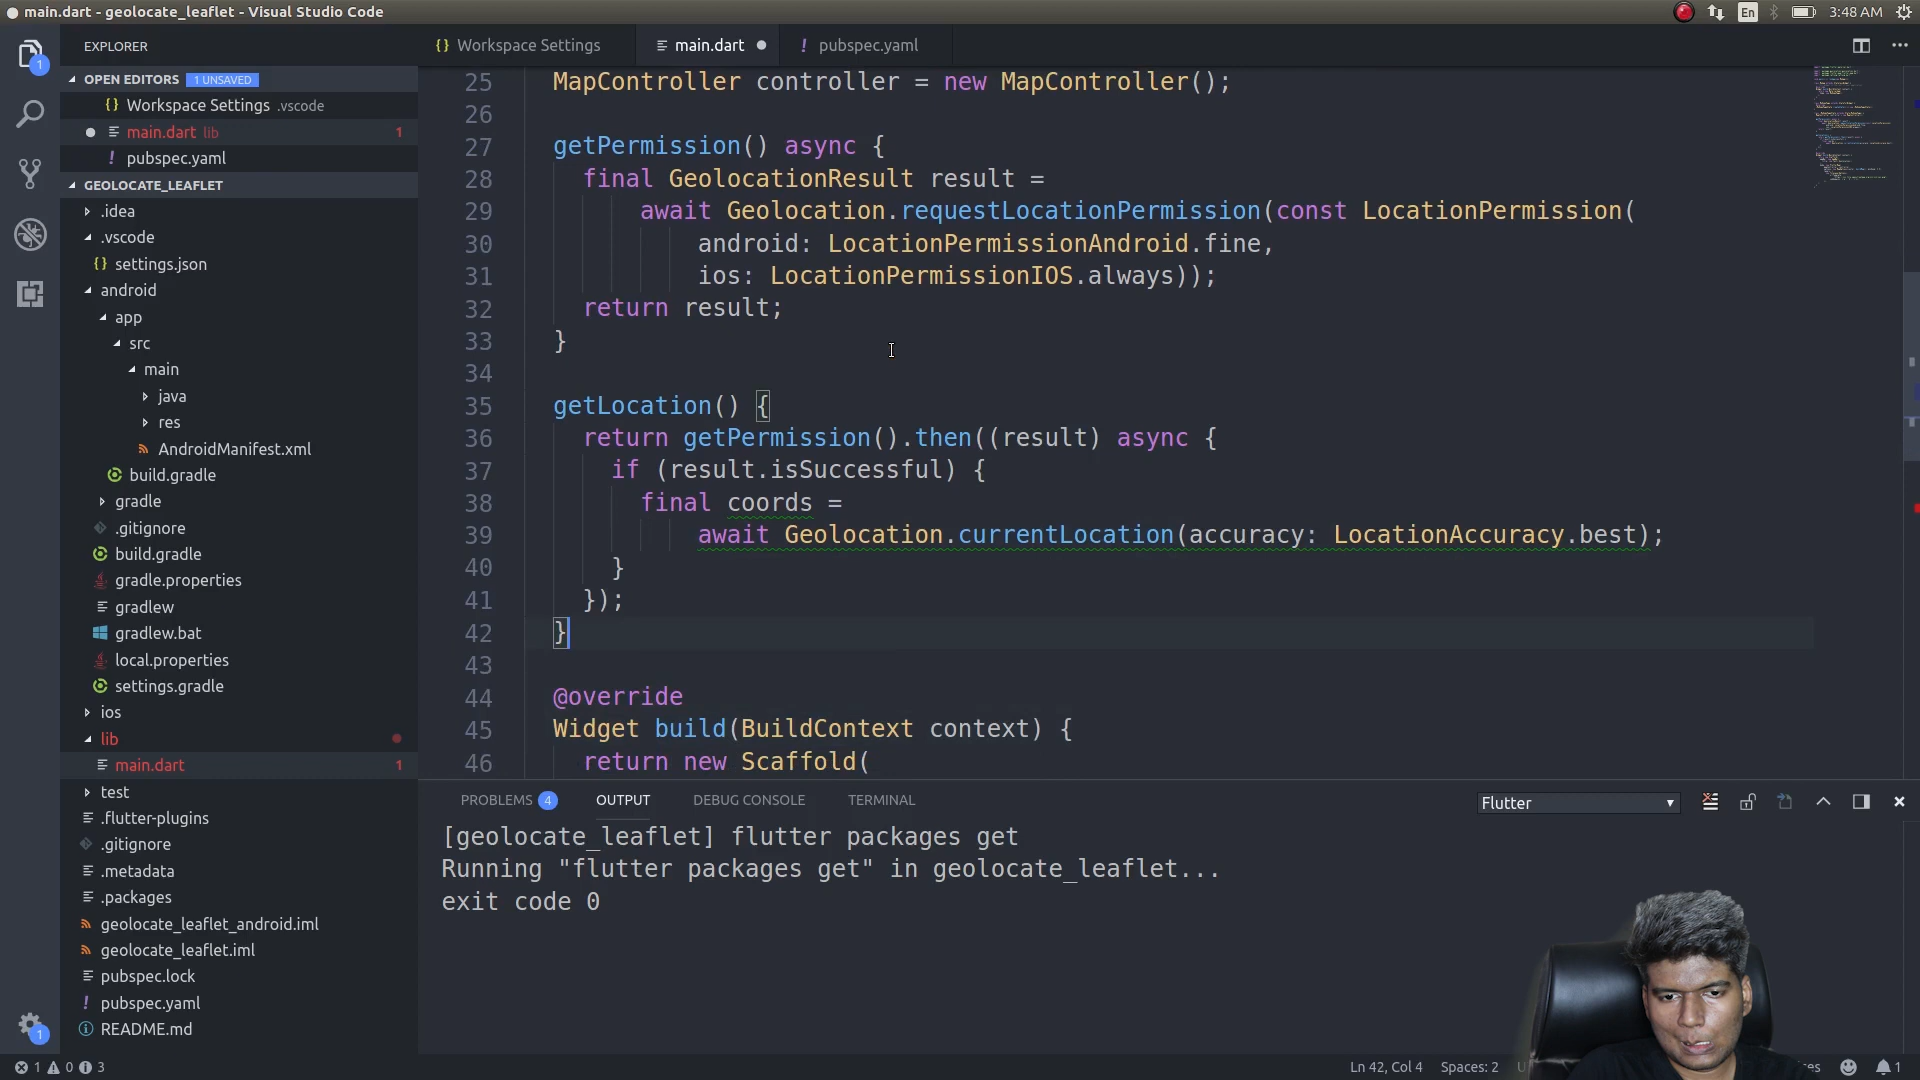 main.dart - geolocate_leaflet - Visual Studio Code
En
3:48 AM
EXPLORER
1
OPEN EDITORS 1 UNSAVED
{} Workspace Settings .vscode
main.dart lib 1
! pubspec.yaml
GEOLOCATE_LEAFLET
.idea
.vscode
{} settings.json
android
app
src
main
java
res
AndroidManifest.xml
build.gradle
gradle
.gitignore
build.gradle
gradle.properties
gradlew
gradlew.bat
local.properties
settings.gradle
ios
lib
main.dart 1
test
.flutter-plugins
.gitignore
.metadata
.packages
geolocate_leaflet_android.iml
geolocate_leaflet.iml
pubspec.lock
! pubspec.yaml
README.md
1
{} Workspace Settings
main.dart
! pubspec.yaml
25 MapController controller = new MapController();
26
27 getPermission() async {
28 final GeolocationResult result =
29 await Geolocation.requestLocationPermission(const LocationPermission(
30 android: LocationPermissionAndroid.fine,
31 ios: LocationPermissionIOS.always));
32 return result;
33 }
34
35 getLocation() {
36 return getPermission().then((result) async {
37 if (result.isSuccessful) {
38 final coords =
39 await Geolocation.currentLocation(accuracy: LocationAccuracy.best);
40 }
41 });
42 }
43
44 @override
45 Widget build(BuildContext context) {
46 return new Scaffold(
PROBLEMS 4
OUTPUT
DEBUG CONSOLE
TERMINAL
Flutter
[geolocate_leaflet] flutter packages get
Running "flutter packages get" in geolocate_leaflet...
exit code 0
1 0 3
Ln 42, Col 4
Spaces: 2
1